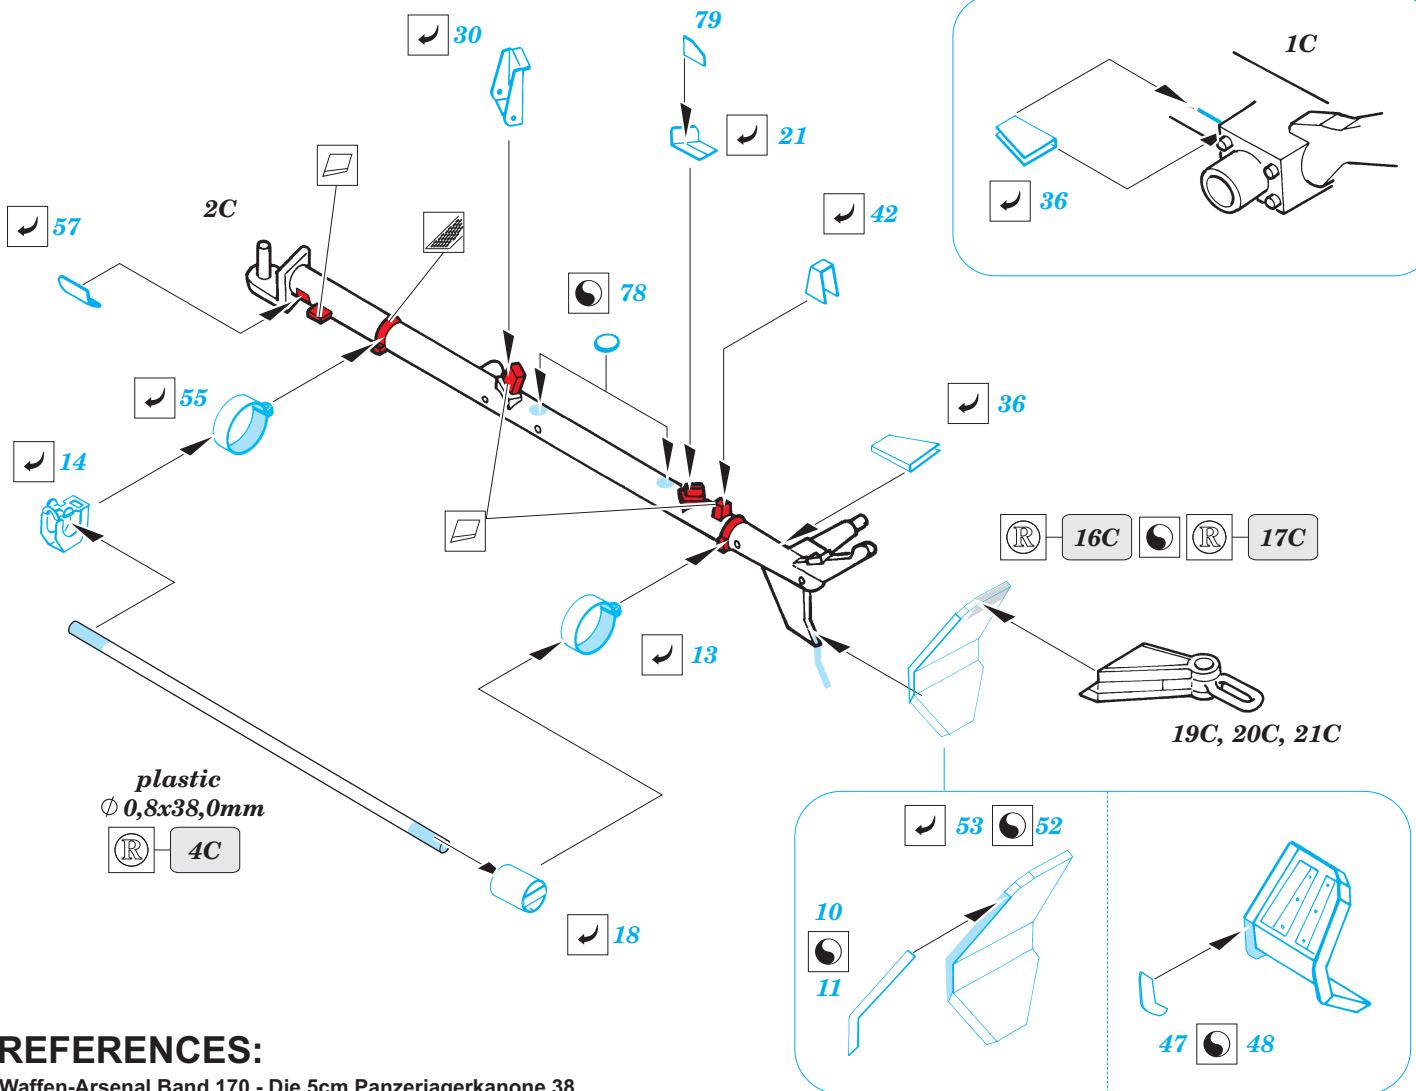 30
79
21
1C
36
57
2C
42
78
55
36
14
R 16C R 17C
13
19C, 20C, 21C
plastic
∅ 0,8x38,0mm
R 4C
18
53 52
10
11
47 48
REFERENCES:
Waffen-Arsenal Band 170 - Die 5cm Panzerjagerkanone 38